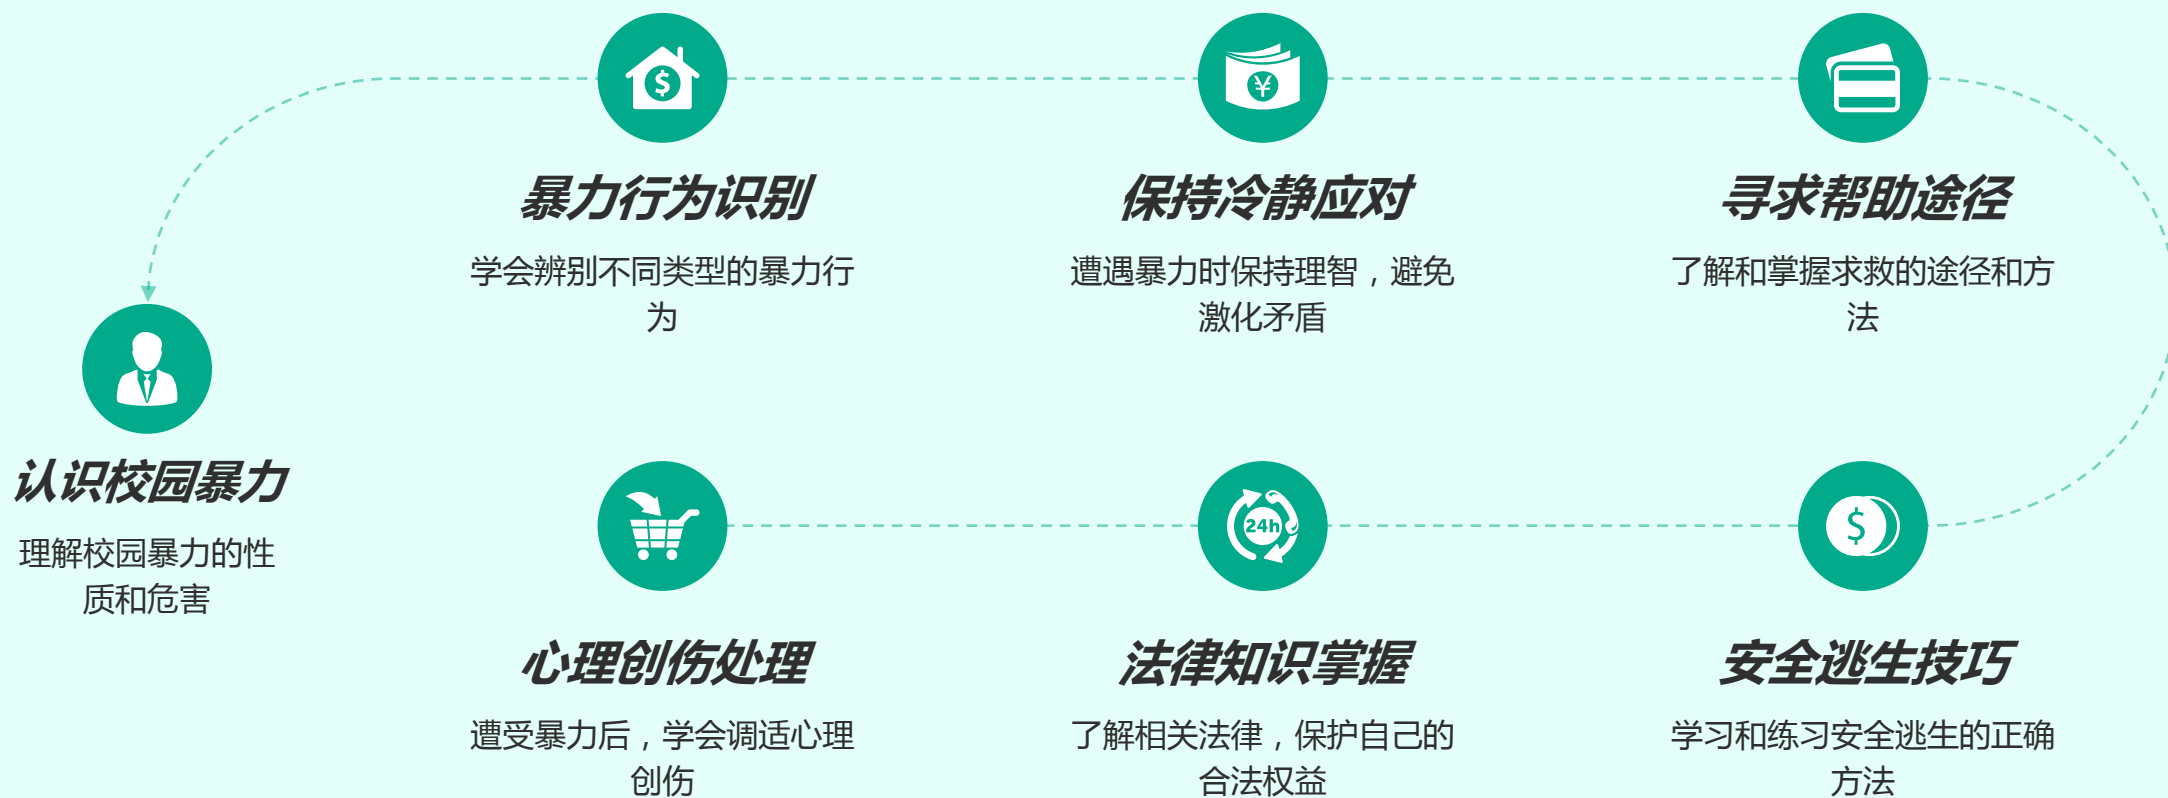 暴力行为识别
学会辨别不同类型的暴力行
为
保持冷静应对
遭遇暴力时保持理智，避免
激化矛盾
寻求帮助途径
了解和掌握求救的途径和方
法
认识校园暴力
理解校园暴力的性
质和危害
心理创伤处理
遭受暴力后，学会调适心理
创伤
24h
法律知识掌握
了解相关法律，保护自己的
合法权益
安全逃生技巧
学习和练习安全逃生的正确
方法